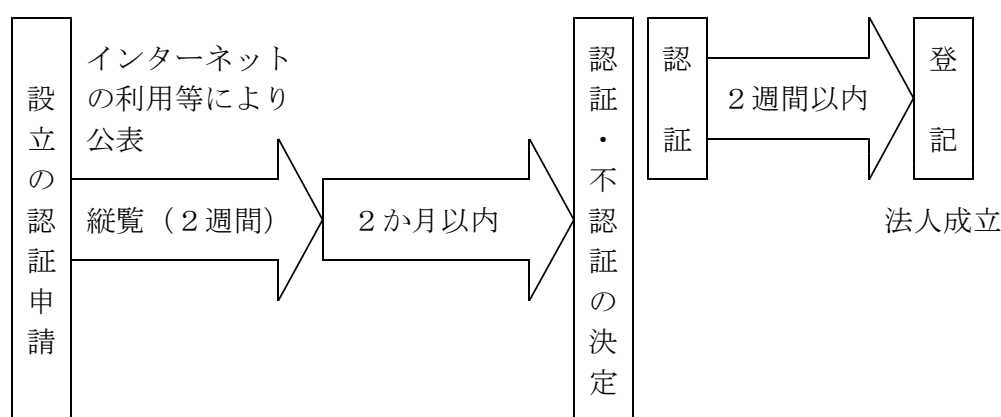 設立の認証申請
インターネット
の利用等により
公表
縦覧（２週間）
２か月以内
認証・不認証の決定
認証
２週間以内
登記
法人成立